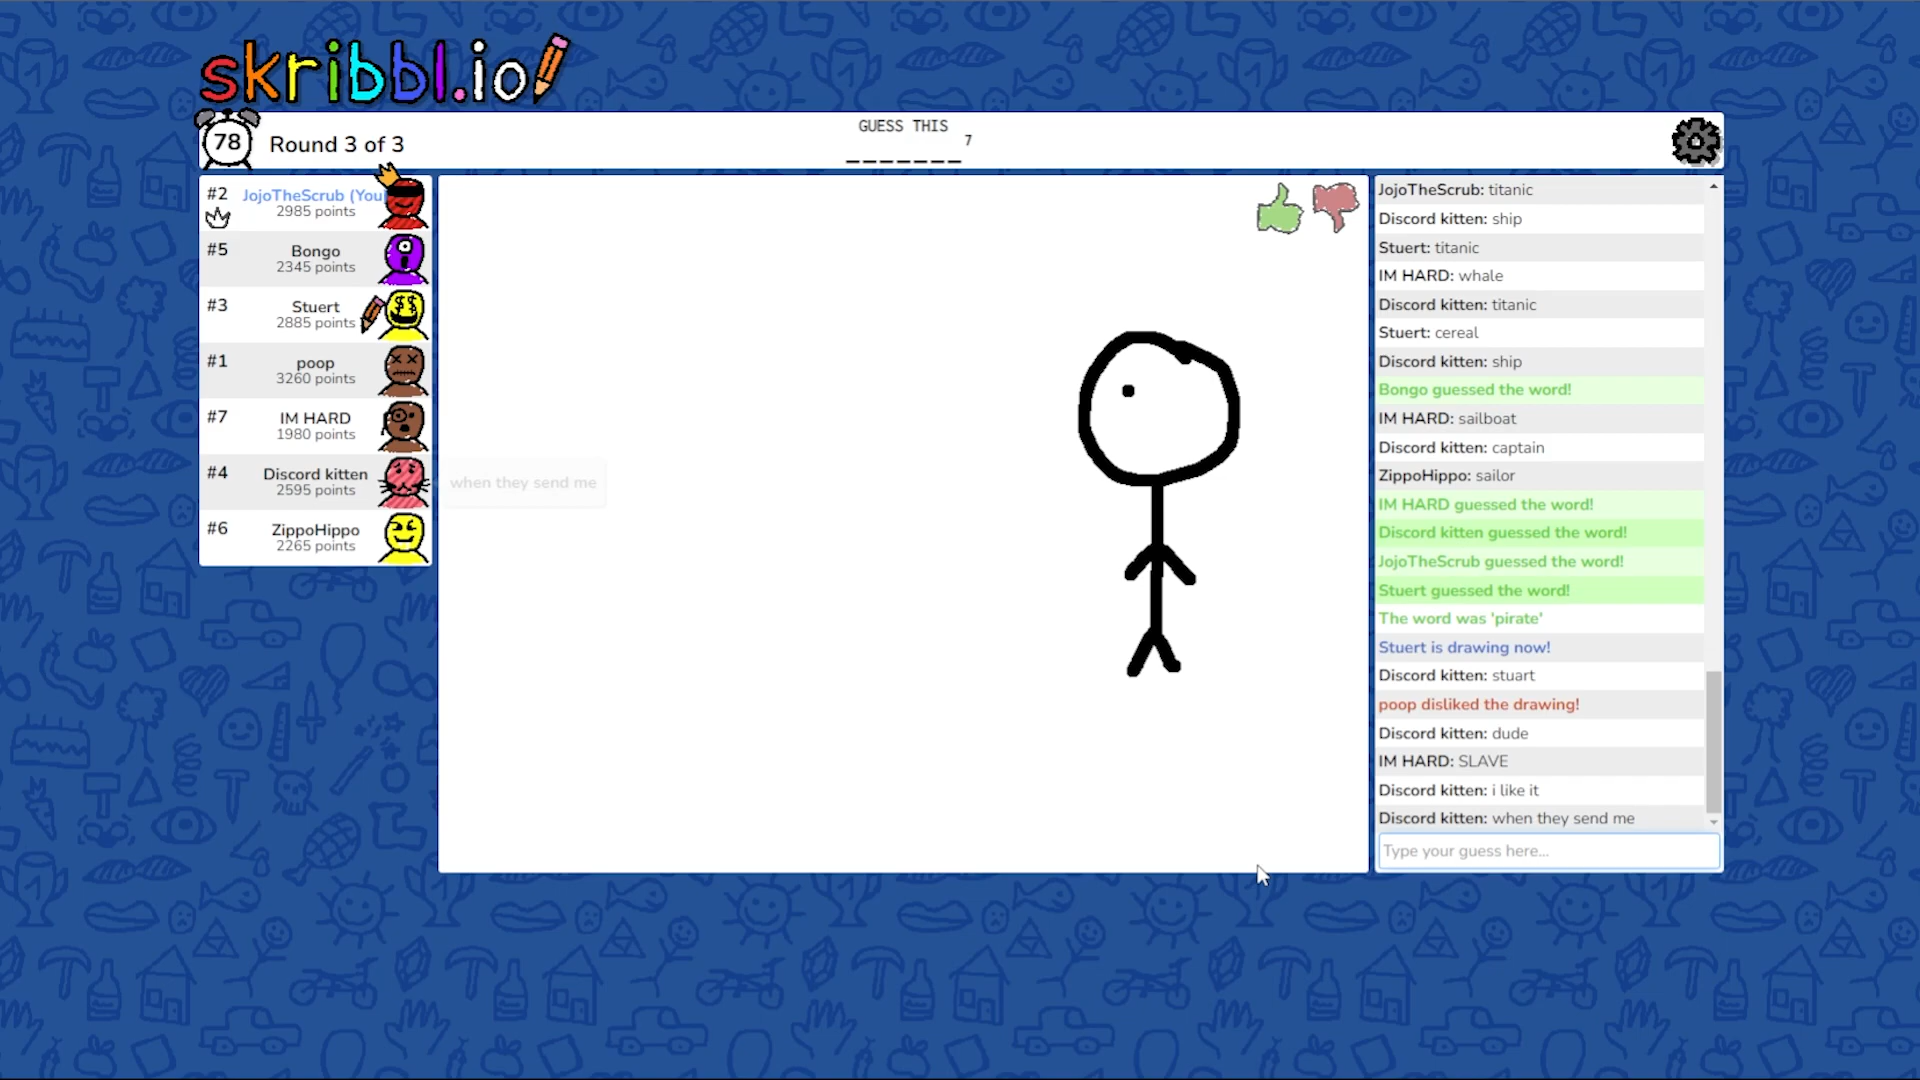 skribbl.io
78
Round 3 of 3
GUESS THIS
_______ 7
#2 JojoTheScrub (You
2985 points
#5 Bongo
2345 points
#3 Stuert
2885 points
#1 poop
3260 points
#7 IM HARD
1980 points
#4 Discord kitten
2595 points
#6 ZippoHippo
2265 points
when they send me
JojoTheScrub: titanic
Discord kitten: ship
Stuert: titanic
IM HARD: whale
Discord kitten: titanic
Stuert: cereal
Discord kitten: ship
Bongo guessed the word!
IM HARD: sailboat
Discord kitten: captain
ZippoHippo: sailor
IM HARD guessed the word!
Discord kitten guessed the word!
JojoTheScrub guessed the word!
Stuert guessed the word!
The word was 'pirate'
Stuert is drawing now!
Discord kitten: stuart
poop disliked the drawing!
Discord kitten: dude
IM HARD: SLAVE
Discord kitten: i like it
Discord kitten: when they send me
Type your guess here...